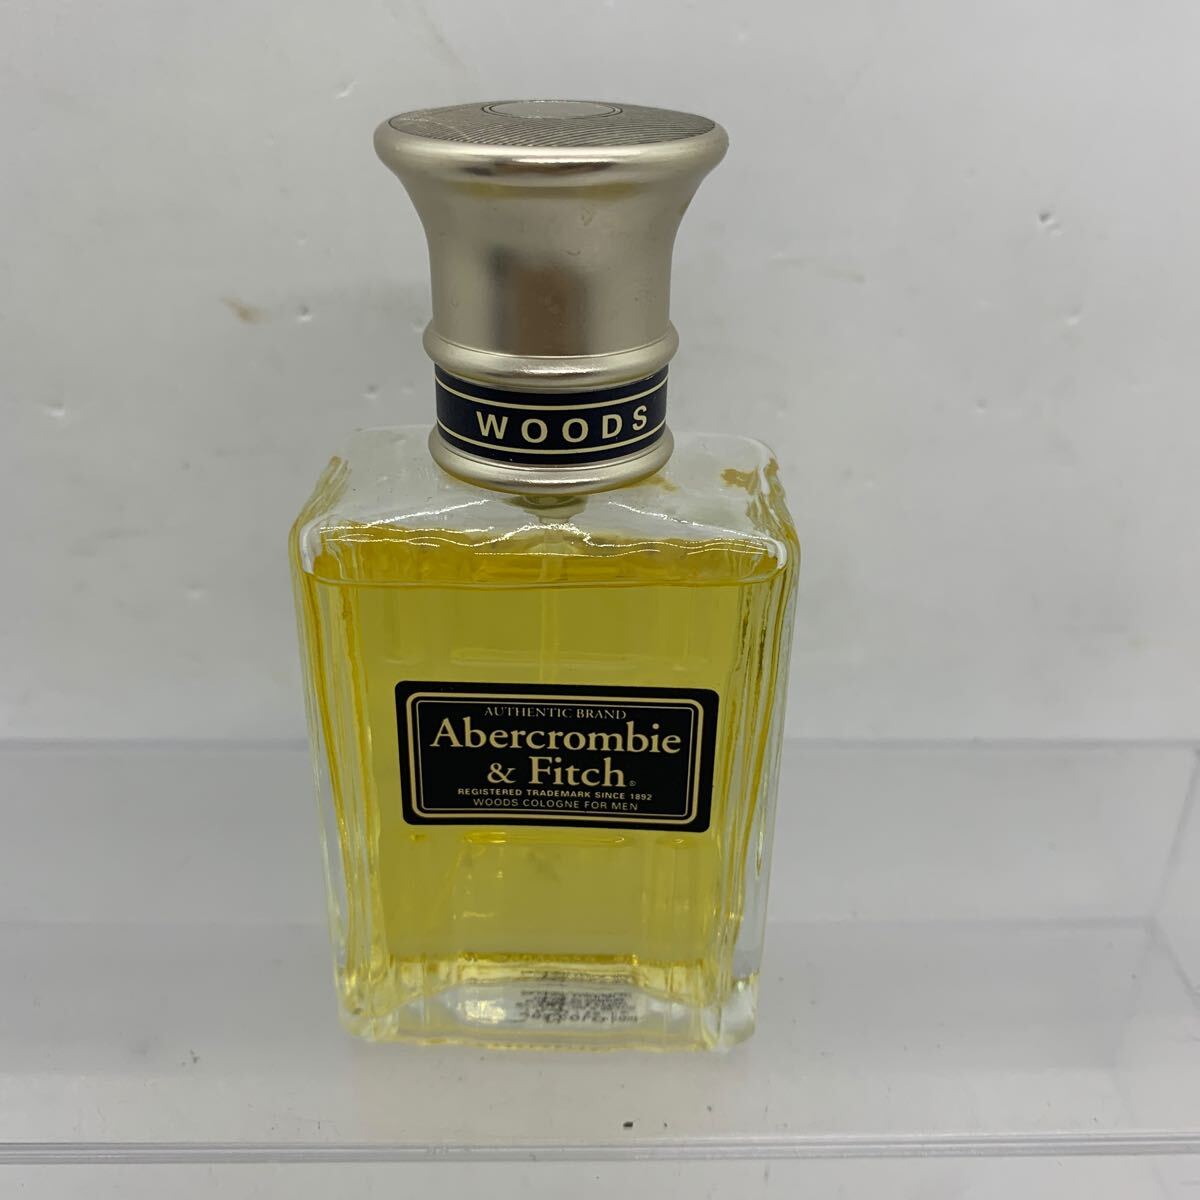 WOODS
AUTHENTIC BRAND
Abercrombie
& Fitch®
REGISTERED TRADEMARK SINCE 1892
WOODS COLOGNE FOR MEN